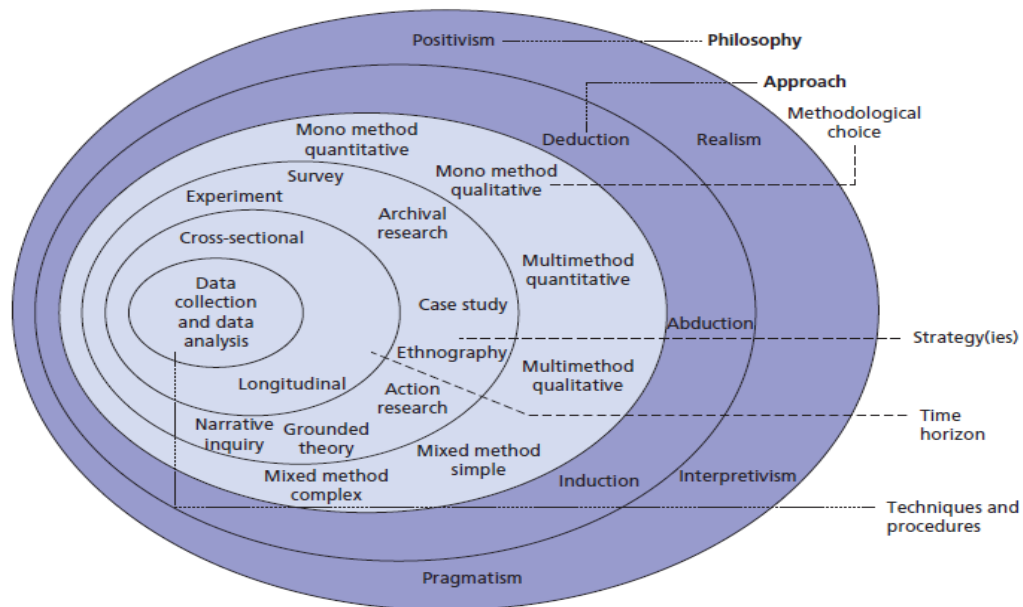 Positivism
Philosophy
Approach
Methodological
choice
Mono method
quantitative
Deduction
Realism
Mono method
qualitative
Survey
Experiment
Archival
research
Cross-sectional
Multimethod
quantitative
Data
collection
and data
analysis
Case study
Abduction
Strategy(ies)
Ethnography
Multimethod
qualitative
Longitudinal
Action
research
Time
horizon
Narrative
inquiry
Grounded
theory
Mixed method
simple
Mixed method
complex
Induction
Interpretivism
Techniques and
procedures
Pragmatism